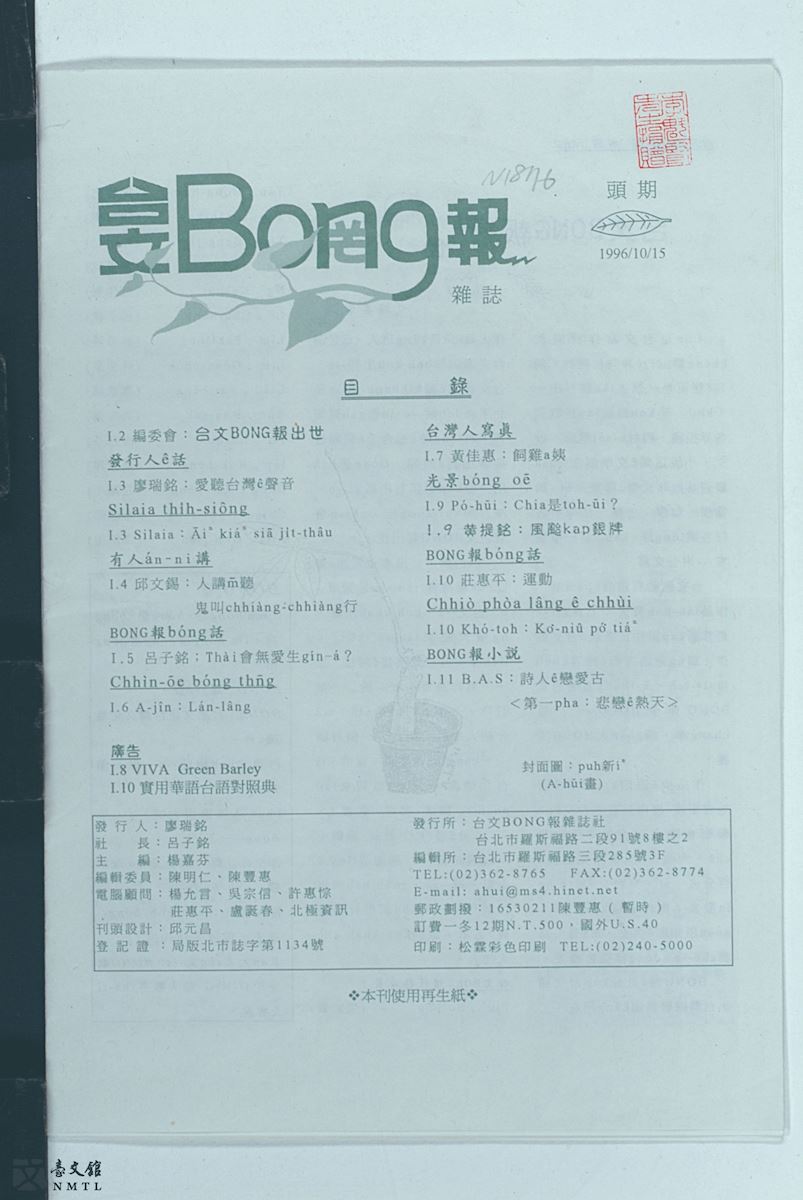 N18776
台文Bong報
罔
雜誌
頭期
1996/10/15
目 錄
I.2 編委會：台文BONG報出世
發行人ê話
I.3 廖瑞銘：愛聽台灣ê聲音
Silaia thih-siōng
I.3 Silaia：Āiⁿ kiáⁿ siā ji̍t-thâu
有人án-ni講
I.4 邱文錫：人講m̄聽
鬼叫chhiàng-chhiàng行
BONG報bóng話
I.5 呂子銘：Thài會無愛生gín-á？
Chhìn-ōe bóng thn̄g
I.6 A-jîn：Lán-lâng
廣告
I.8 VIVA Green Barley
I.10 實用華語台語對照典
台灣人寫眞
I.7 黃佳惠：飼雞a姨
光景bóng oē
I.9 Pó-hūi：Chia是toh-ūi？
I.9 黄提銘：風颱kap銀牌
BONG報bóng話
I.10 莊惠平：運動
Chhiò phòa lâng ê chhùi
I.10 Khó-toh：Ko-niû pó͘ tiáⁿ
BONG報小說
I.11 B.A.S：詩人ê戀愛古
＜第一pha：悲戀ê熱天＞
封面圖：puh新íⁿ
(A-hūi畫)
發 行 人：廖瑞銘
社 長：呂子銘
主 編：楊嘉芬
編輯委員：陳明仁、陳豐惠
電腦顧問：楊允言、吳宗信、許惠悰
莊惠平、盧誕春、北極資訊
刊頭設計：邱元昌
登 記 證 ：局版北市誌字第1134號
發行所：台文BONG報雜誌社
台北市羅斯福路二段91號8樓之2
編輯所：台北市羅斯福路三段285號3F
TEL:(02)362-8765 FAX:(02)362-8774
E-mail: ahui@ms4.hinet.net
郵政劃撥：16530211陳豐惠（暫時）
訂費一冬12期N.T.500，國外U.S.40
印刷：松霖彩色印刷 TEL:(02)240-5000
❖本刊使用再生紙❖
臺文館
NMTL